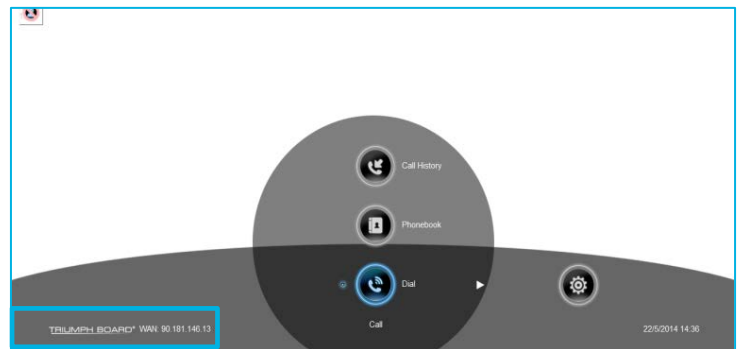 Call History
Phonebook
Dial
Call
TRIUMPH BOARD® WAN: 90.181.146.13
22/5/2014 14:36